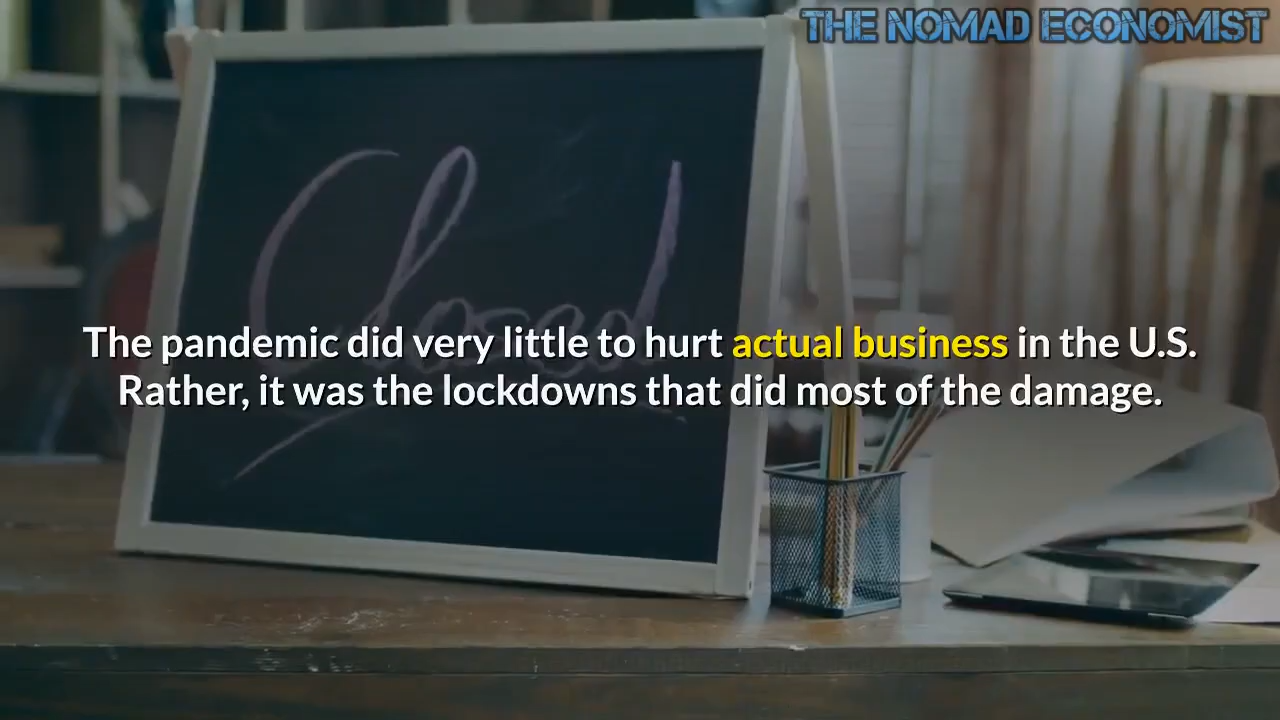 THE NOMAD ECONOMIST
Closed
The pandemic did very little to hurt actual business in the U.S.
Rather, it was the lockdowns that did most of the damage.